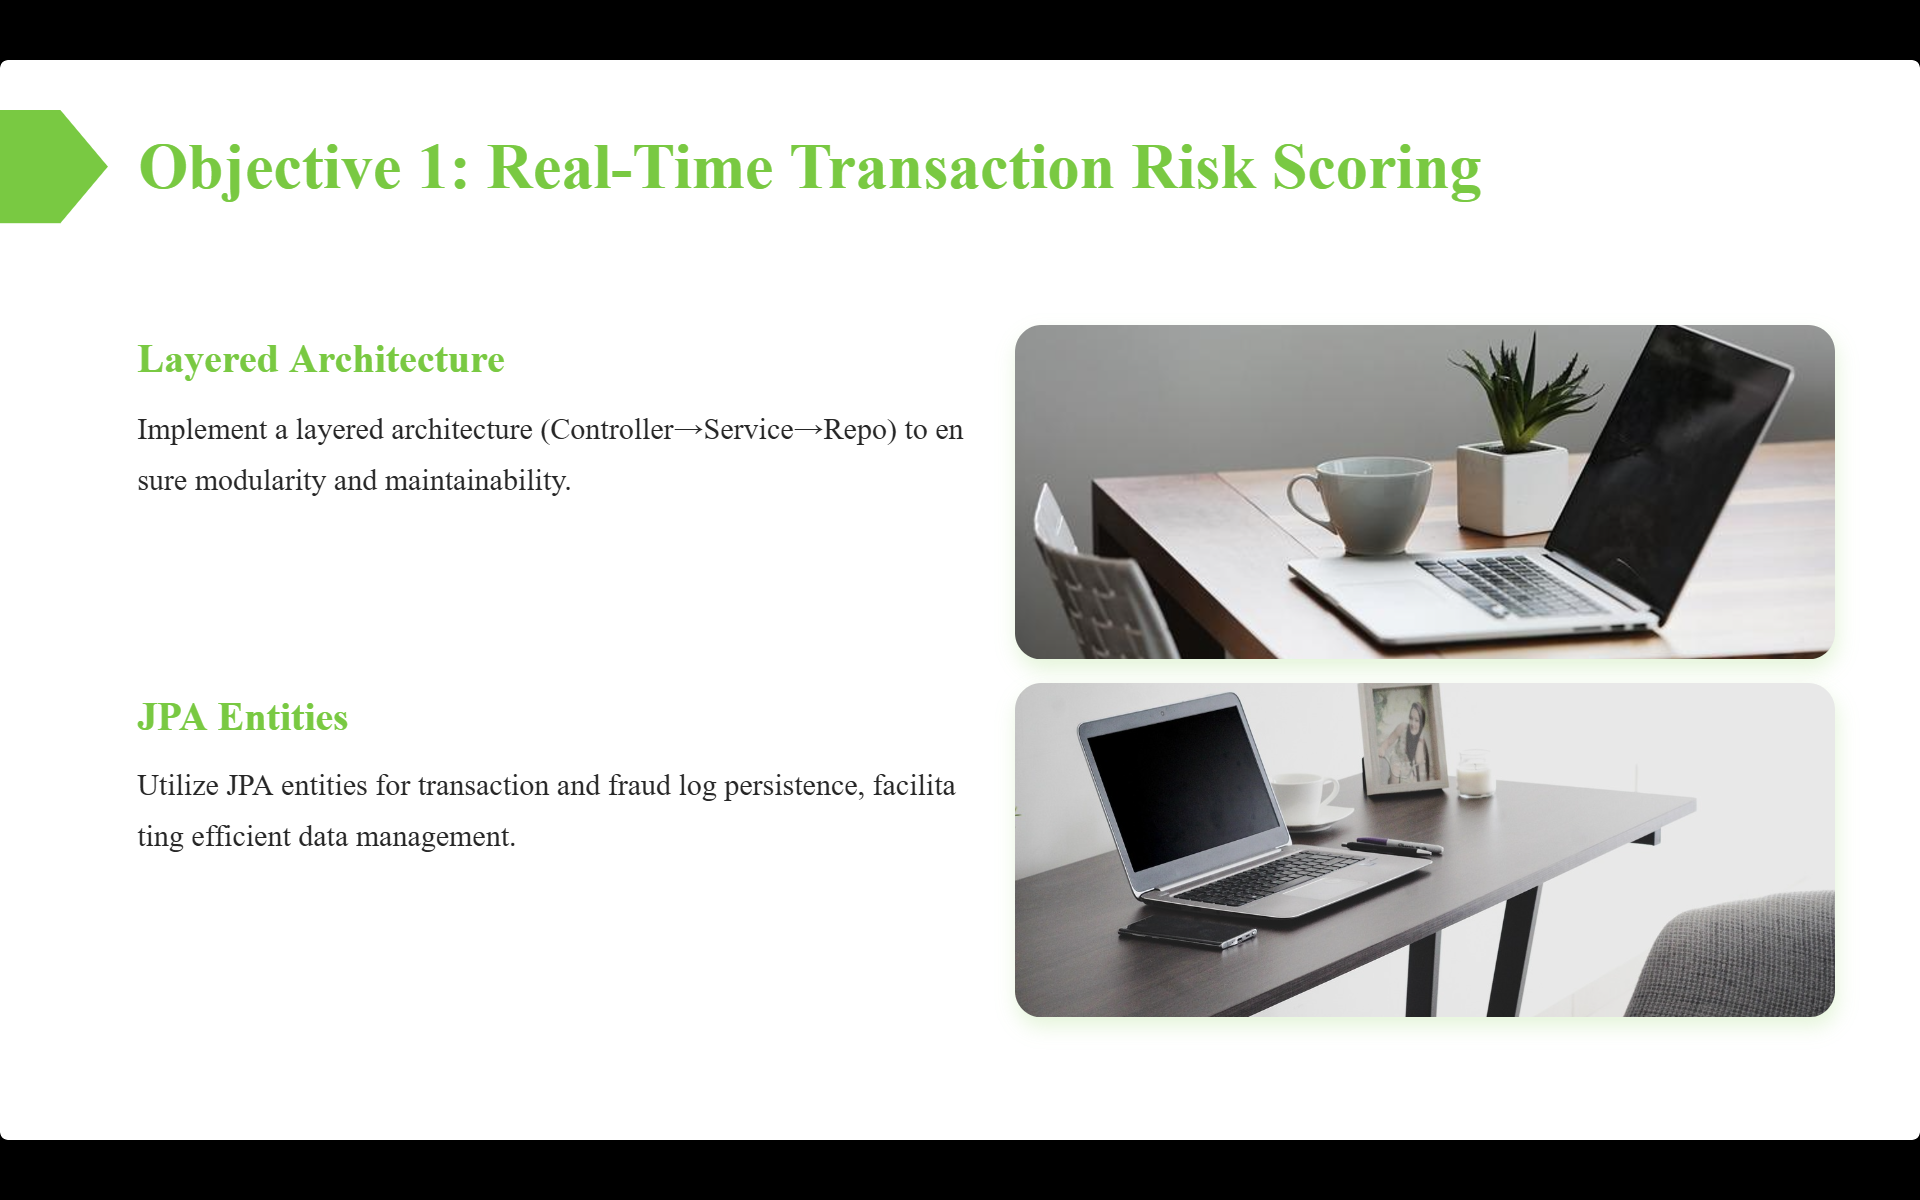 Objective 1: Real-Time Transaction Risk Scoring
Layered Architecture
Implement a layered architecture (Controller→Service→Repo) to en
sure modularity and maintainability.
JPA Entities
Utilize JPA entities for transaction and fraud log persistence, facilita
ting efficient data management.